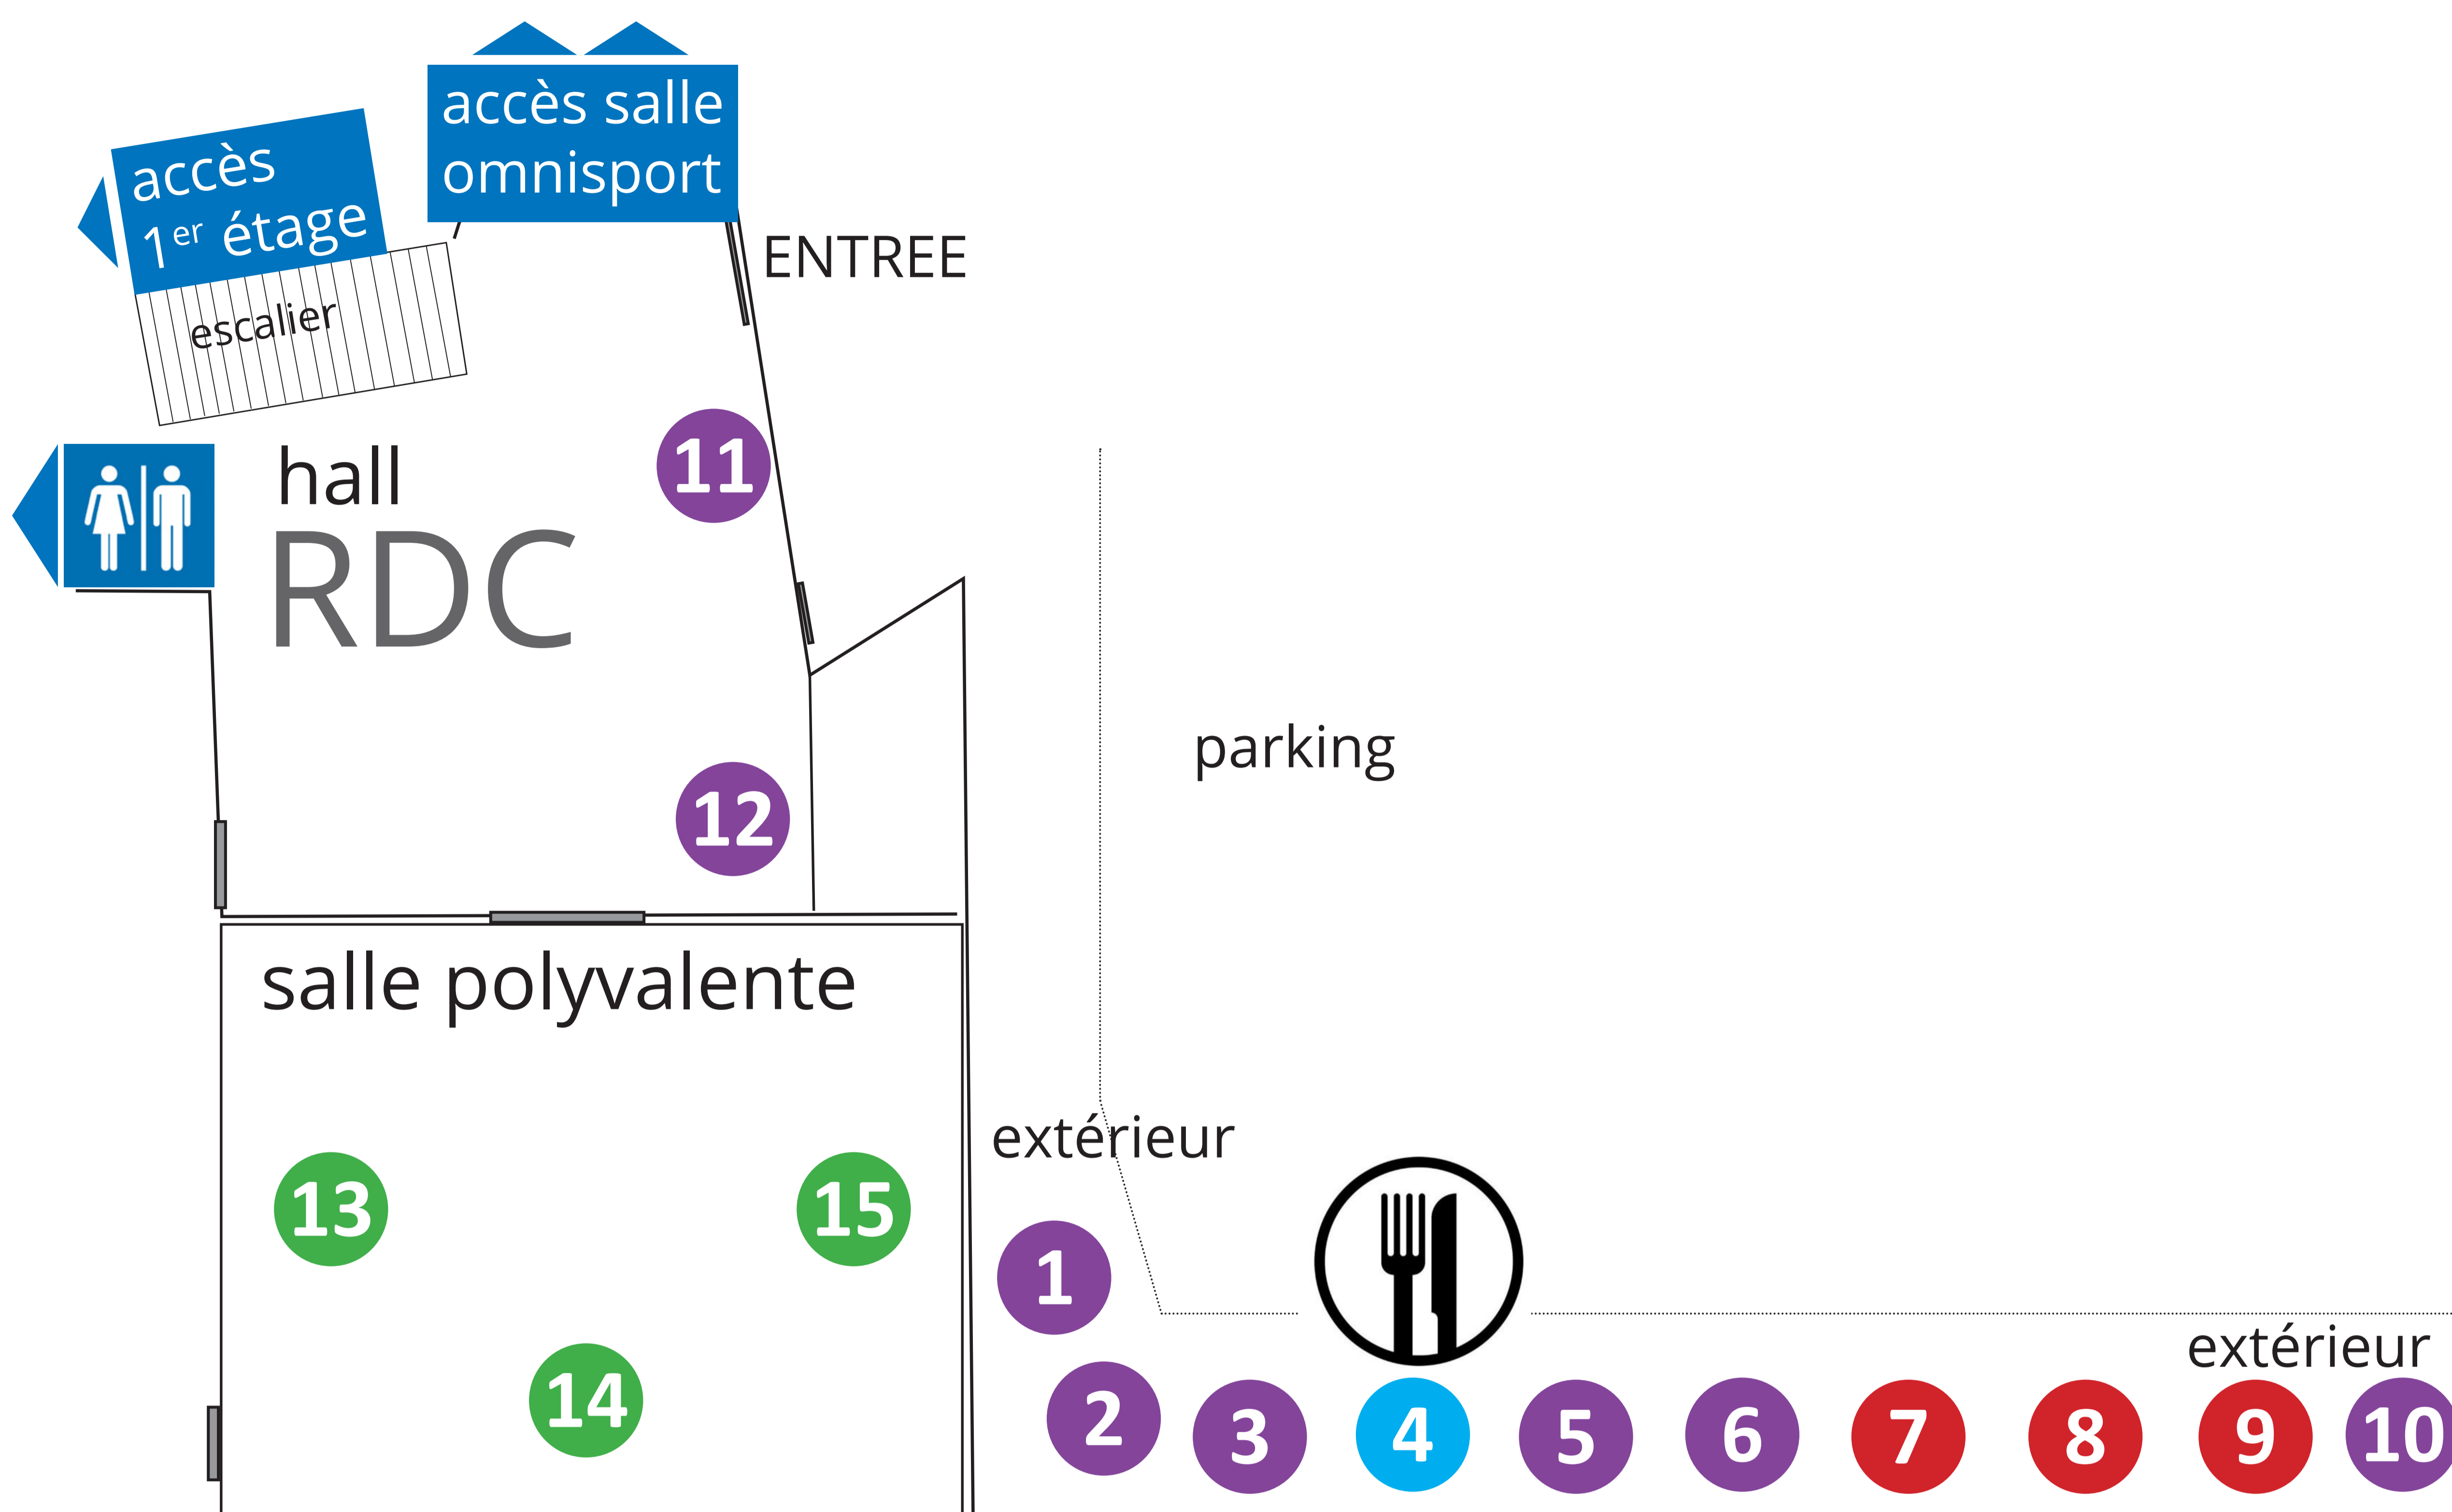 accès salle
omnisport
accès
1er étage
ENTREE
escalier
hall
RDC
11
12
parking
salle polyvalente
extérieur
13
15
14
1
extérieur
2
3
4
5
6
7
8
9
10